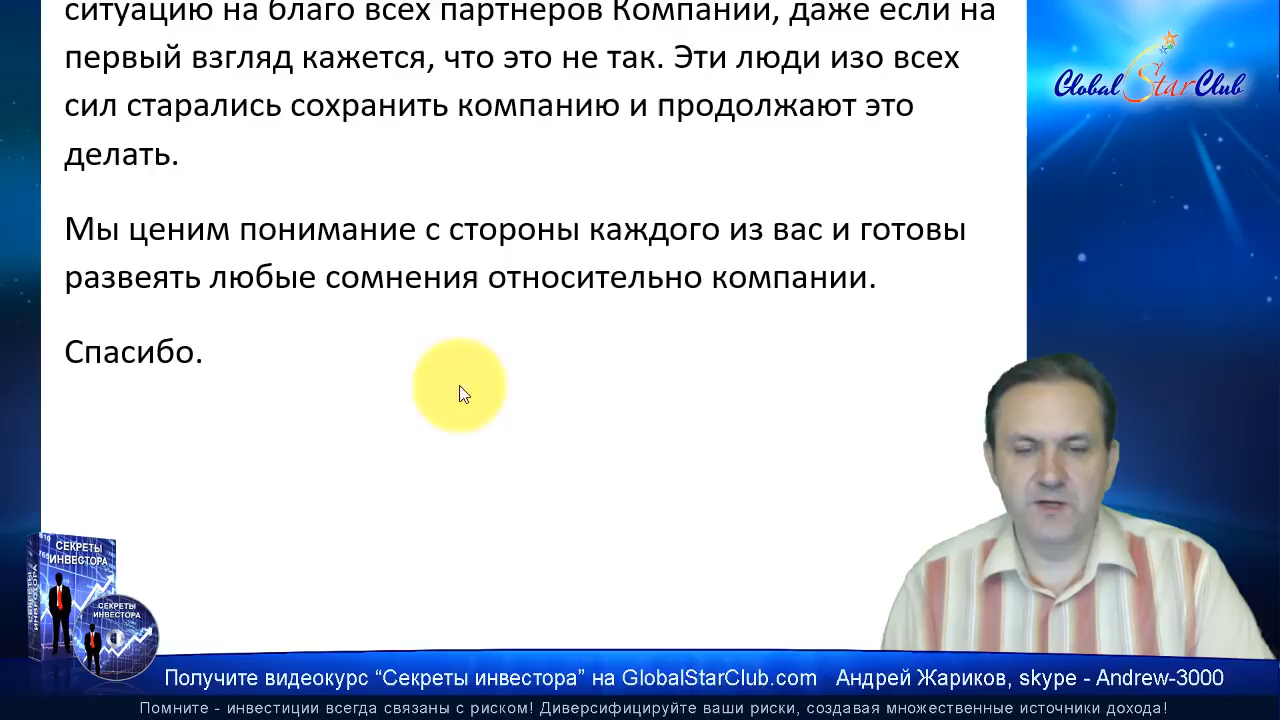 ситуацию на благо всех партнеров Компании, даже если на
первый взгляд кажется, что это не так. Эти люди изо всех
сил старались сохранить компанию и продолжают это
делать.
Мы ценим понимание с стороны каждого из вас и готовы
развеять любые сомнения относительно компании.
Спасибо.
GlobalStarClub
СЕКРЕТЫ
ИНВЕСТОРА
СЕКРЕТЫ
ИНВЕСТОРА
СЕКРЕТЫ
ИНВЕСТОРА
Получите видеокурс “Секреты инвестора” на GlobalStarClub.com Андрей Жариков, skype - Andrew-3000
Помните - инвестиции всегда связаны с риском! Диверсифицируйте ваши риски, создавая множественные источники дохода!